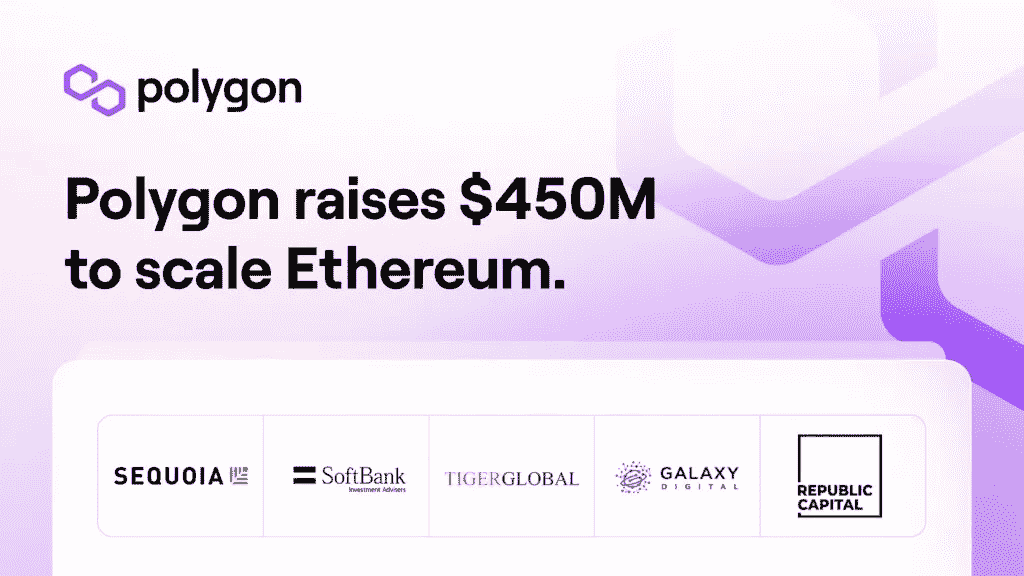 polygon
Polygon raises $450M
to scale Ethereum.
SEQUOIA
SoftBank
Investment Advisers
TIGERGLOBAL
GALAXY
DIGITAL
REPUBLIC
CAPITAL